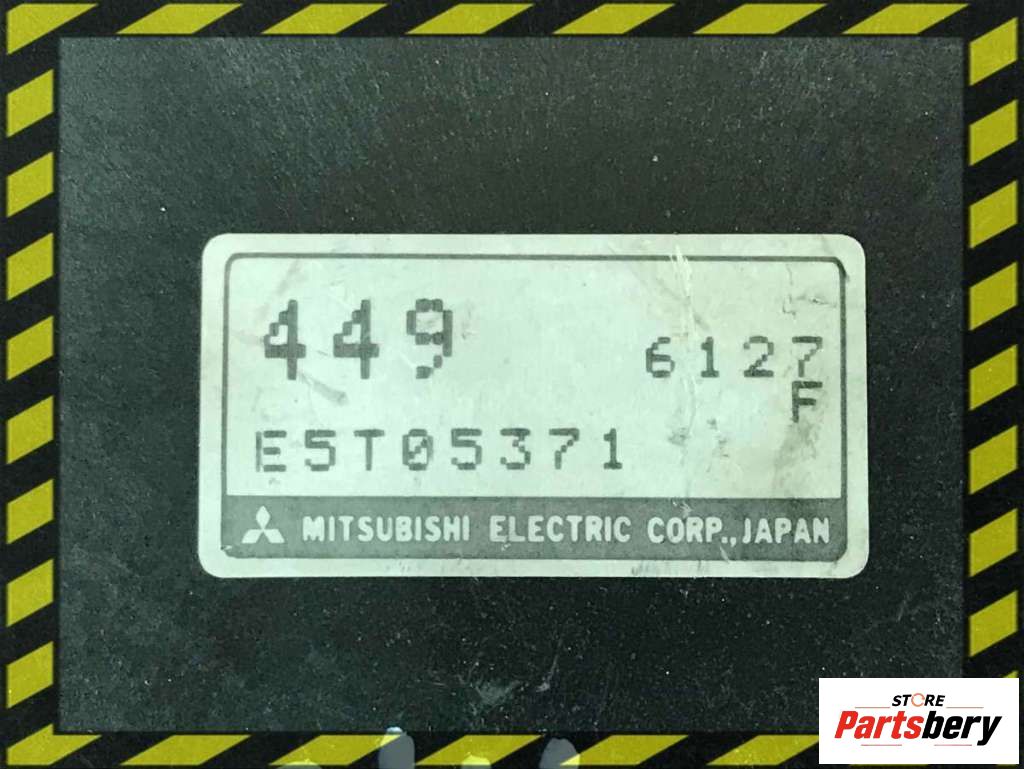 449
6127
F
E5T05371
MITSUBISHI ELECTRIC CORP.,JAPAN
STORE
Partsbery